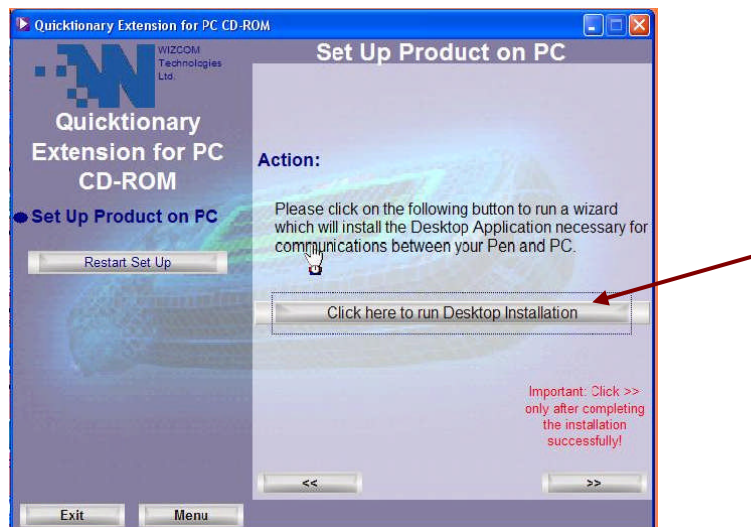 Quicktionary Extension for PC CD-ROM
WIZCOM
Technologies
Ltd.
Quicktionary
Extension for PC
CD-ROM
Set Up Product on PC
Restart Set Up
Exit
Menu
Set Up Product on PC
Action:
Please click on the following button to run a wizard
which will install the Desktop Application necessary for
communications between your Pen and PC.
Click here to run Desktop Installation
Important: Click >>
only after completing
the installation
successfully!
<<
>>